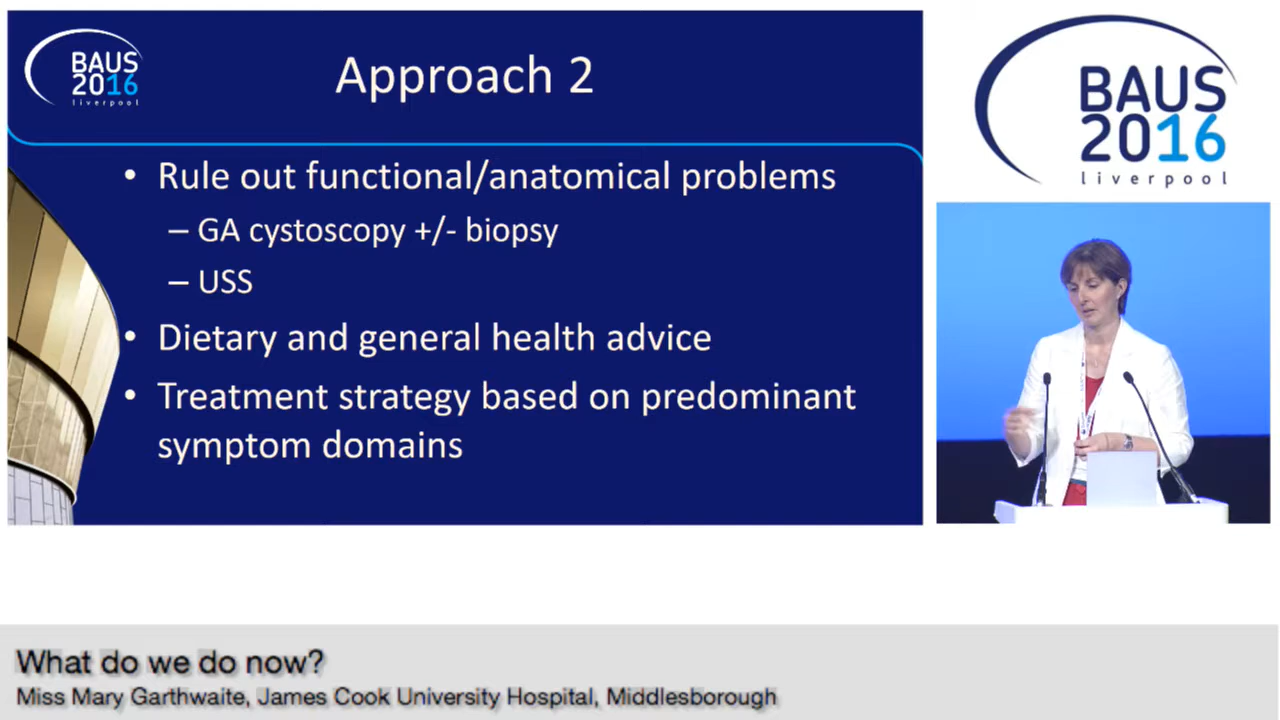 BAUS
2016
liverpool
Approach 2
• Rule out functional/anatomical problems
– GA cystoscopy +/- biopsy
– USS
• Dietary and general health advice
• Treatment strategy based on predominant
symptom domains
BAUS
2016
liverpool
What do we do now?
Miss Mary Garthwaite, James Cook University Hospital, Middlesborough